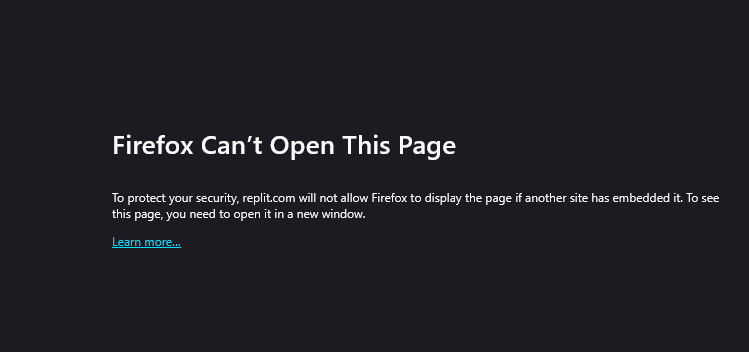 Firefox Can’t Open This Page
To protect your security, replit.com will not allow Firefox to display the page if another site has embedded it. To see
this page, you need to open it in a new window.
Learn more...